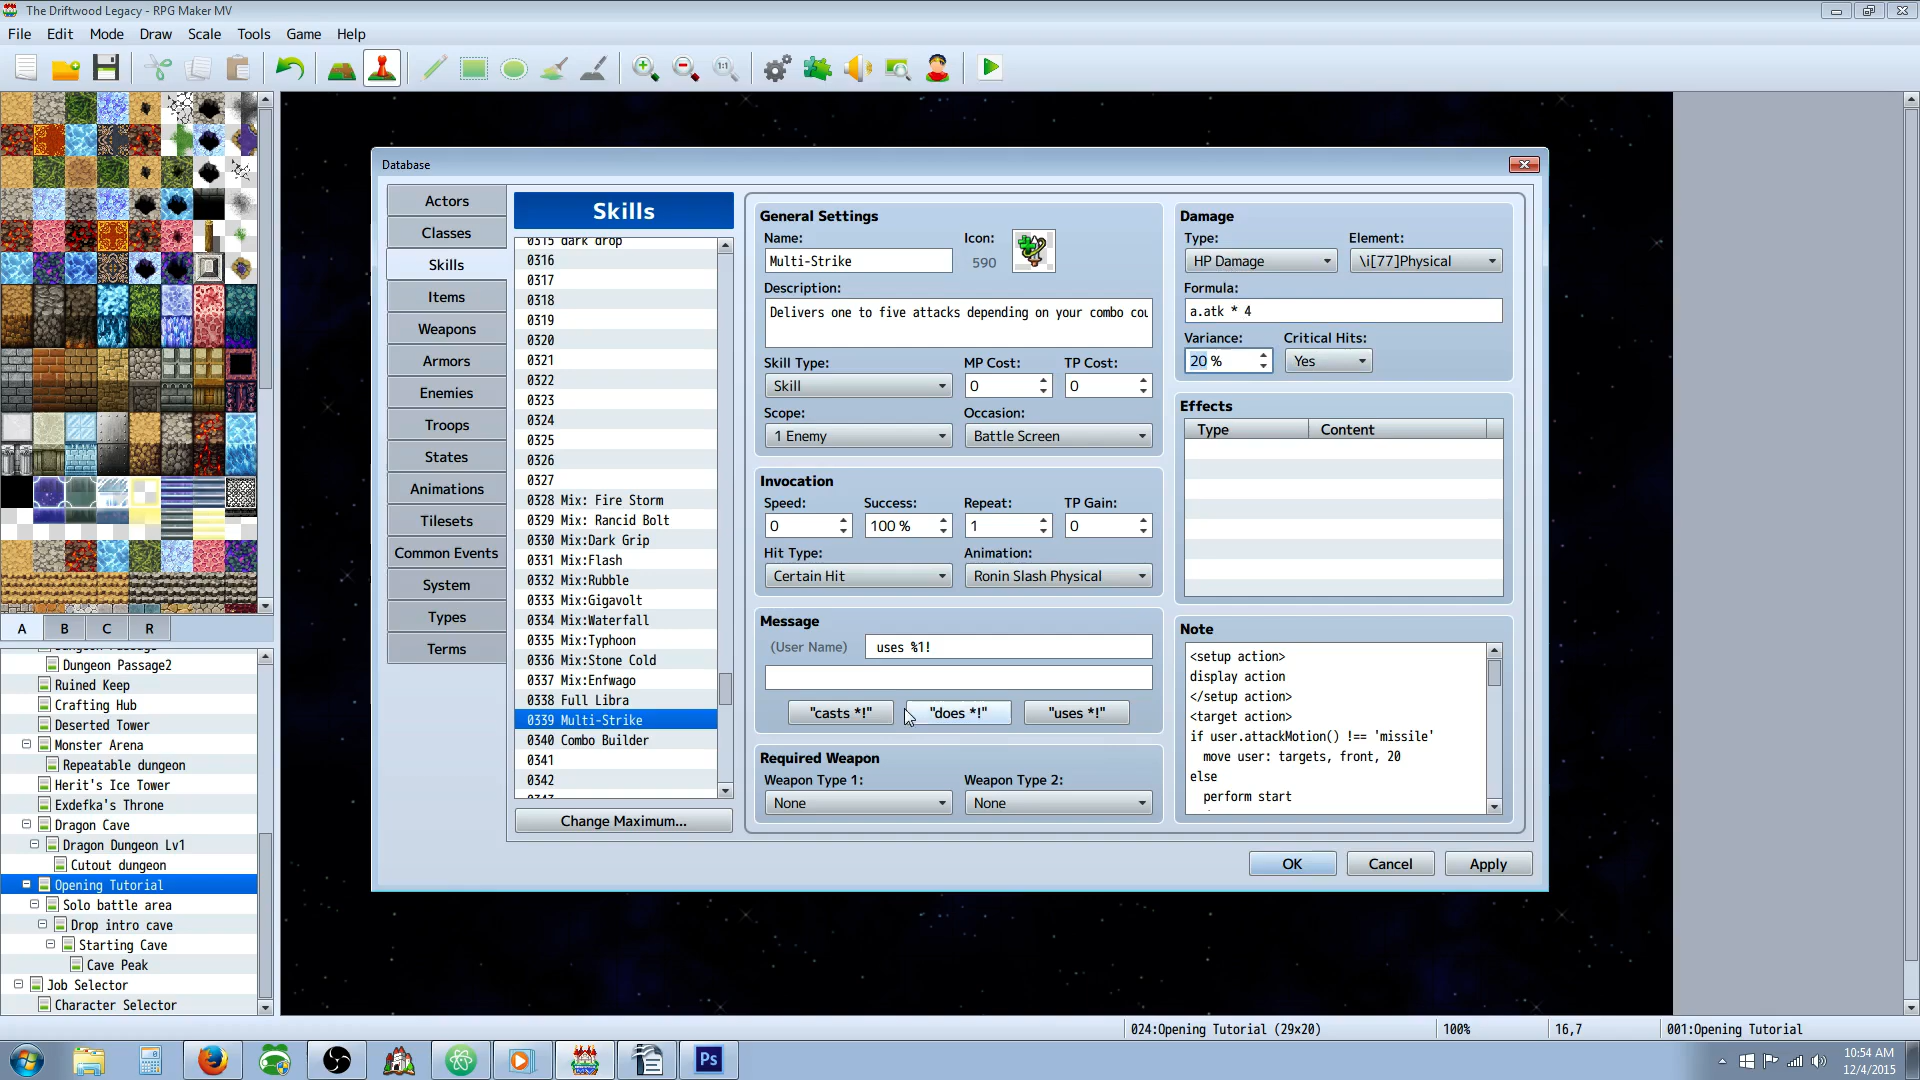 The Driftwood Legacy - RPG Maker MV
File Edit Mode Draw Scale Tools Game Help
1:1
Database
Actors
Classes
Skills
Items
Weapons
Armors
Enemies
Troops
States
Animations
Tilesets
Common Events
System
Types
Terms
Skills
0315 dark drop
0316
0317
0318
0319
0320
0321
0322
0323
0324
0325
0326
0327
0328 Mix: Fire Storm
0329 Mix: Rancid Bolt
0330 Mix:Dark Grip
0331 Mix:Flash
0332 Mix:Rubble
0333 Mix:Gigavolt
0334 Mix:Waterfall
0335 Mix:Typhoon
0336 Mix:Stone Cold
0337 Mix:Enfwago
0338 Full Libra
0339 Multi-Strike
0340 Combo Builder
0341
0342
0343
Change Maximum...
General Settings
Name: Icon:
Multi-Strike 590
Description:
Delivers one to five attacks depending on your combo cou
Skill Type: MP Cost: TP Cost:
Skill 0 0
Scope: Occasion:
1 Enemy Battle Screen
Invocation
Speed: Success: Repeat: TP Gain:
0 100 % 1 0
Hit Type: Animation:
Certain Hit Ronin Slash Physical
Message
(User Name) uses %1!
"casts *!" "does *!" "uses *!"
Required Weapon
Weapon Type 1: Weapon Type 2:
None None
Damage
Type: Element:
HP Damage \i[77]Physical
Formula:
a.atk * 4
Variance: Critical Hits:
20 % Yes
Effects
Type Content
Note
<setup action>
display action
</setup action>
<target action>
if user.attackMotion() !== 'missile'
move user: targets, front, 20
else
perform start
OK Cancel Apply
A B C R
Dungeon Passage
Dungeon Passage2
Ruined Keep
Crafting Hub
Deserted Tower
Monster Arena
Repeatable dungeon
Herit's Ice Tower
Exdefka's Throne
Dragon Cave
Dragon Dungeon Lv1
Cutout dungeon
Opening Tutorial
Solo battle area
Drop intro cave
Starting Cave
Cave Peak
Job Selector
Character Selector
024:Opening Tutorial (29x20) 100% 16,7 001:Opening Tutorial
Ps
10:54 AM
12/4/2015